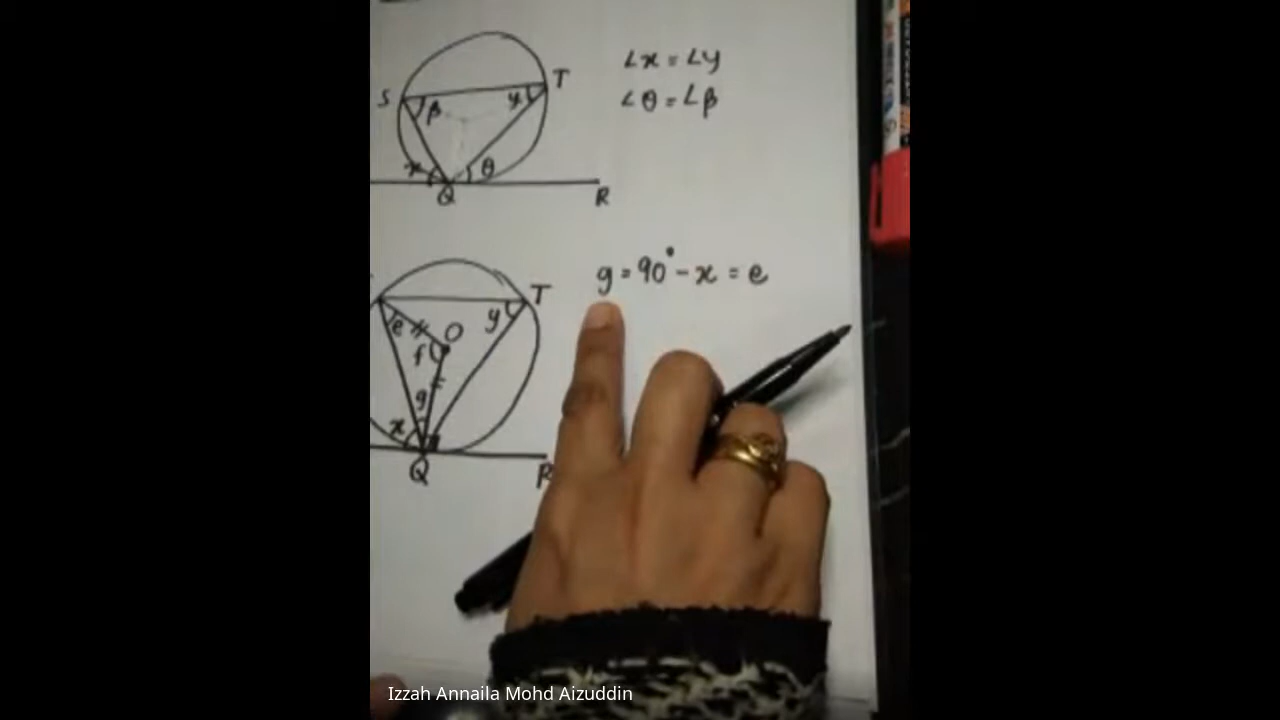 ∠x = ∠y
∠θ = ∠β
S
T
β
y
x
θ
Q
R
g = 90° - x = e
T
e
O
y
f
g
x
Q
R
Izzah Annaila Mohd Aizuddin